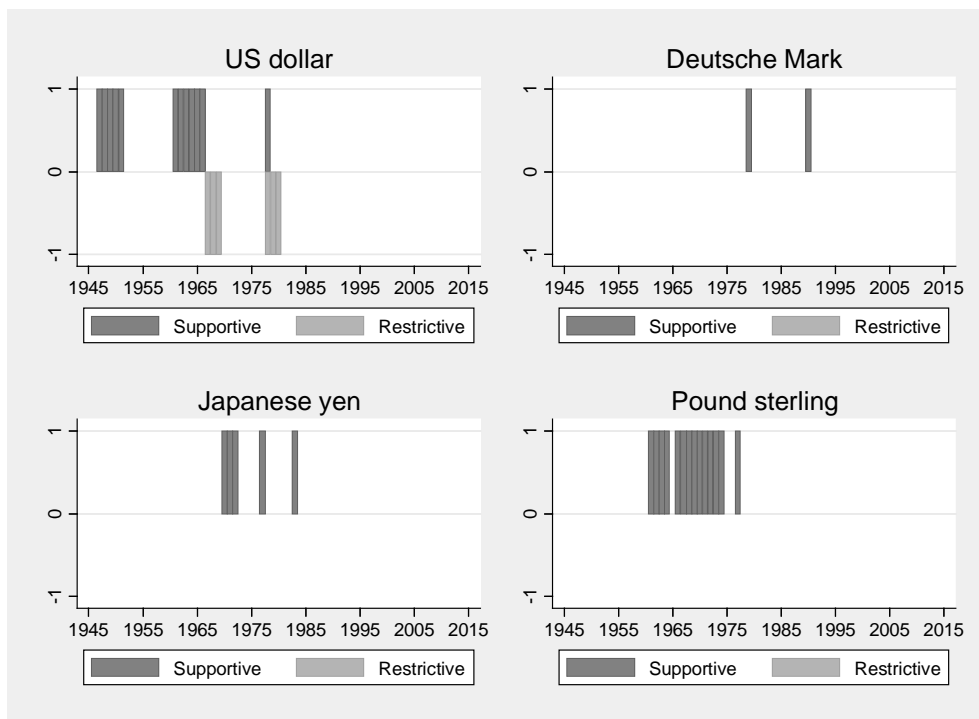 US dollar
1
0
-1
1945 1955 1965 1975 1985 1995 2005 2015
Supportive Restrictive
Deutsche Mark
1
0
-1
1945 1955 1965 1975 1985 1995 2005 2015
Supportive Restrictive
Japanese yen
1
0
-1
1945 1955 1965 1975 1985 1995 2005 2015
Supportive Restrictive
Pound sterling
1
0
-1
1945 1955 1965 1975 1985 1995 2005 2015
Supportive Restrictive